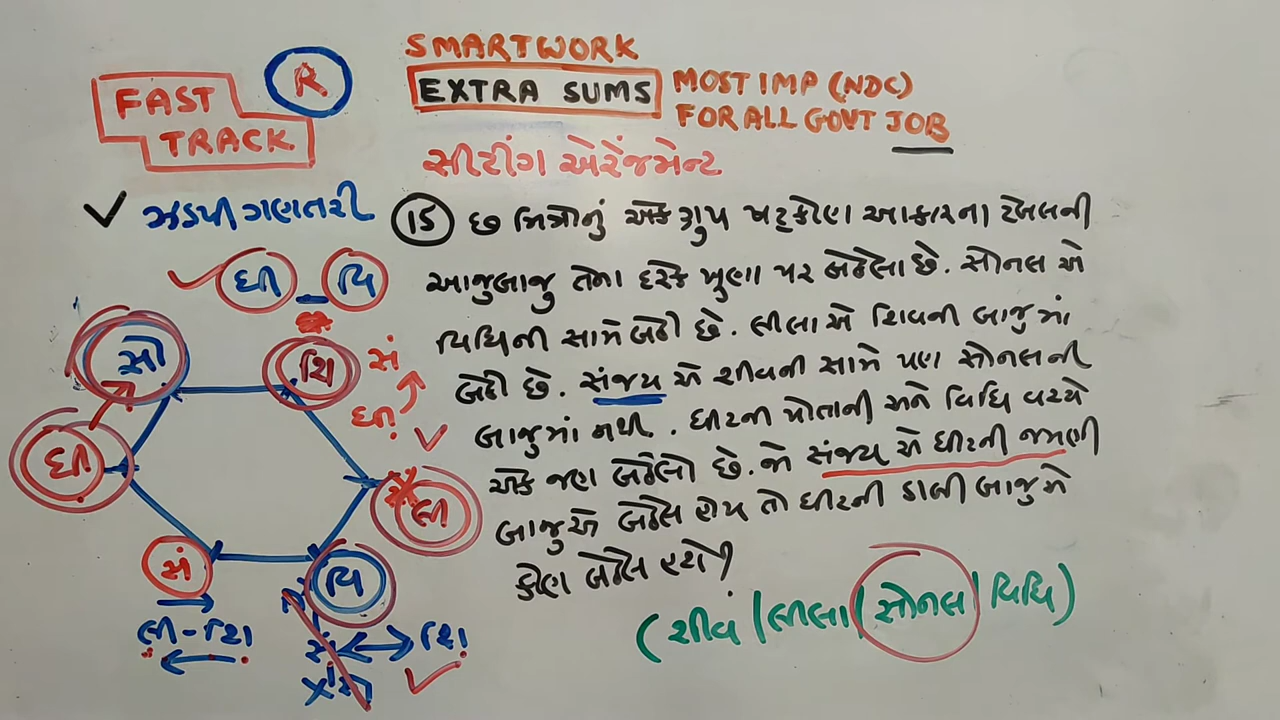 SMARTWORK
EXTRA SUMS
MOST IMP (NDC)
FOR ALL GOVT JOB
FAST
TRACK
R
સીટીંગ એરેંજમેન્ટ
ઝડપી ગણતરી
15 છ મિત્રોનું એક ગ્રુપ ષટ્કોણ આકારના ટેબલની
આજુબાજુ તેના દરેક ખુણા પર બેઠેલા છે. સોનલ એ
વિધિની સામે બેઠી છે. લીલા એ શિવની બાજુમાં
બેઠી છે. સંજય એ શીવની સામે પણ સોનલની
બાજુમાં નથી. ધીરની પોતાની અને વિધિ વચ્ચે
એક જણ બેઠેલો છે. જો સંજય એ ધીરની જમણી
બાજુએ બેઠેલ હોય તો ધીરની ડાબી બાજુએ
કોણ બેઠેલ હશે?
(શીવ / લીલા / સોનલ / વિધિ)
ધી _ વિ
સો
શિ
સં
ધી
ધી
લી
સં
વિ
લી - શિ
શિ